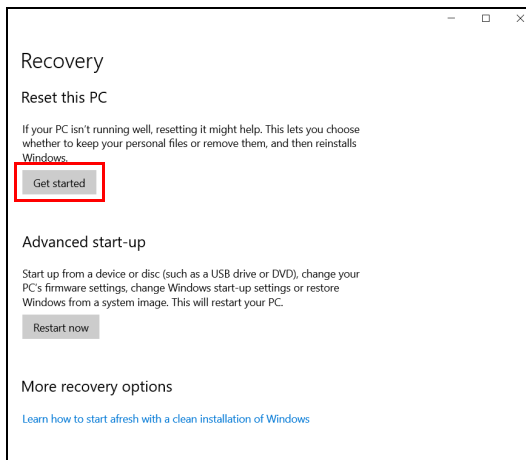 Recovery
Reset this PC
If your PC isn't running well, resetting it might help. This lets you choose
whether to keep your personal files or remove them, and then reinstalls
Windows.
Get started
Advanced start-up
Start up from a device or disc (such as a USB drive or DVD), change your
PC's firmware settings, change Windows start-up settings or restore
Windows from a system image. This will restart your PC.
Restart now
More recovery options
Learn how to start afresh with a clean installation of Windows